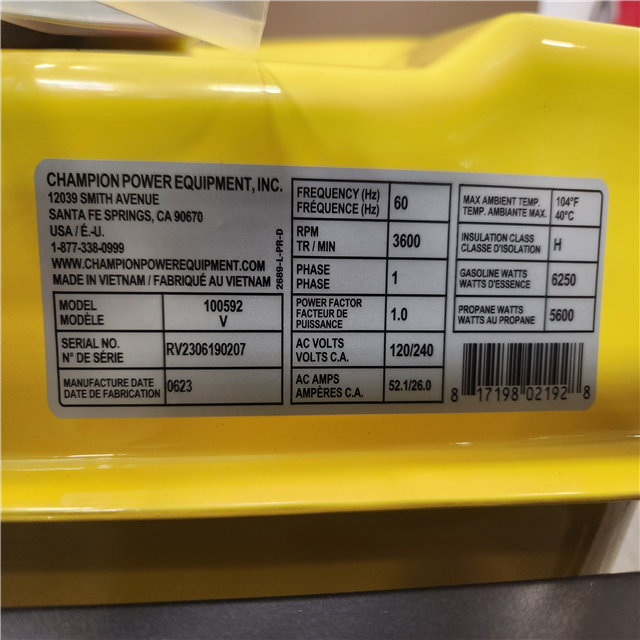 CHAMPION POWER EQUIPMENT, INC.
12039 SMITH AVENUE
SANTA FE SPRINGS, CA 90670
USA / É.-U.
1-877-338-0999
WWW.CHAMPIONPOWEREQUIPMENT.COM
MADE IN VIETNAM / FABRIQUÉ AU VIETNAM
2689-L-PR-D
MODEL
MODÈLE
100592
V
SERIAL NO.
N° DE SÉRIE
RV2306190207
MANUFACTURE DATE
DATE DE FABRICATION
0623
FREQUENCY (Hz)
FRÉQUENCE (Hz)
60
RPM
TR / MIN
3600
PHASE
PHASE
1
POWER FACTOR
FACTEUR DE
PUISSANCE
1.0
AC VOLTS
VOLTS C.A.
120/240
AC AMPS
AMPÈRES C.A.
52.1/26.0
MAX AMBIENT TEMP.
TEMP. AMBIANTE MAX.
104°F
40°C
INSULATION CLASS
CLASSE D'ISOLATION
H
GASOLINE WATTS
WATTS D'ESSENCE
6250
PROPANE WATTS
WATTS AU PROPANE
5600
8 17198 02192 8